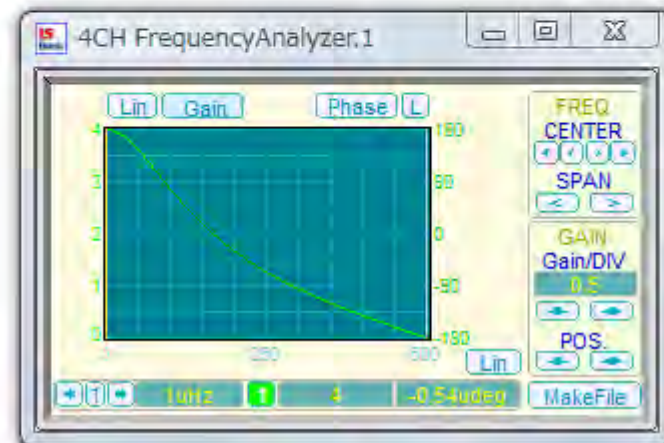 4CH FrequencyAnalyzer.1
Lin Gain Phase L
FREQ
CENTER
SPAN
< >
GAIN
Gain/DIV
0.5
POS.
4 180
3 90
2 0
1 -90
0 -180
250 500
Lin
1uHz 1 4 -0.54udeg
MakeFile